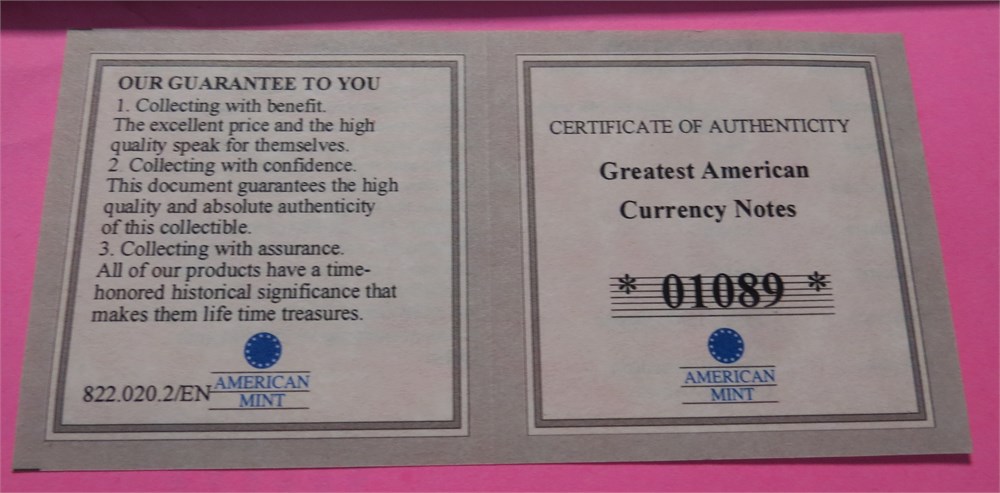 OUR GUARANTEE TO YOU
1. Collecting with benefit.
The excellent price and the high
quality speak for themselves.
2. Collecting with confidence.
This document guarantees the high
quality and absolute authenticity
of this collectible.
3. Collecting with assurance.
All of our products have a time-
honored historical significance that
makes them life time treasures.
822.020.2/EN
AMERICAN
MINT
CERTIFICATE OF AUTHENTICITY
Greatest American
Currency Notes
* 01089 *
AMERICAN
MINT